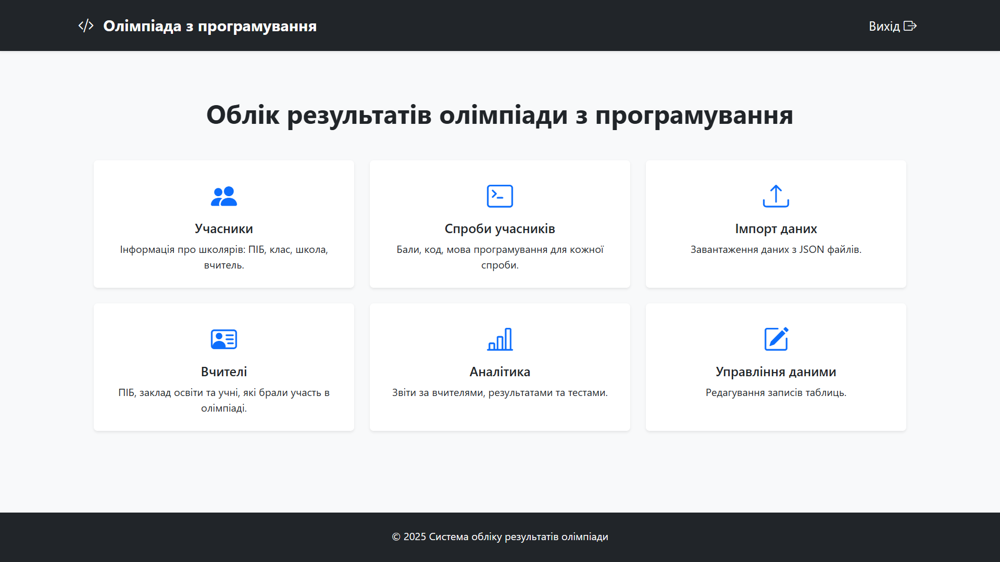 Олімпіада з програмування
Вихід
Облік результатів олімпіади з програмування
Учасники
Інформація про школярів: ПІБ, клас, школа,
вчитель.
Спроби учасників
Бали, код, мова програмування для кожної
спроби.
Імпорт даних
Завантаження даних з JSON файлів.
Вчителі
ПІБ, заклад освіти та учні, які брали участь в
олімпіаді.
Аналітика
Звіти за вчителями, результатами та тестами.
Управління даними
Редагування записів таблиць.
© 2025 Система обліку результатів олімпіади